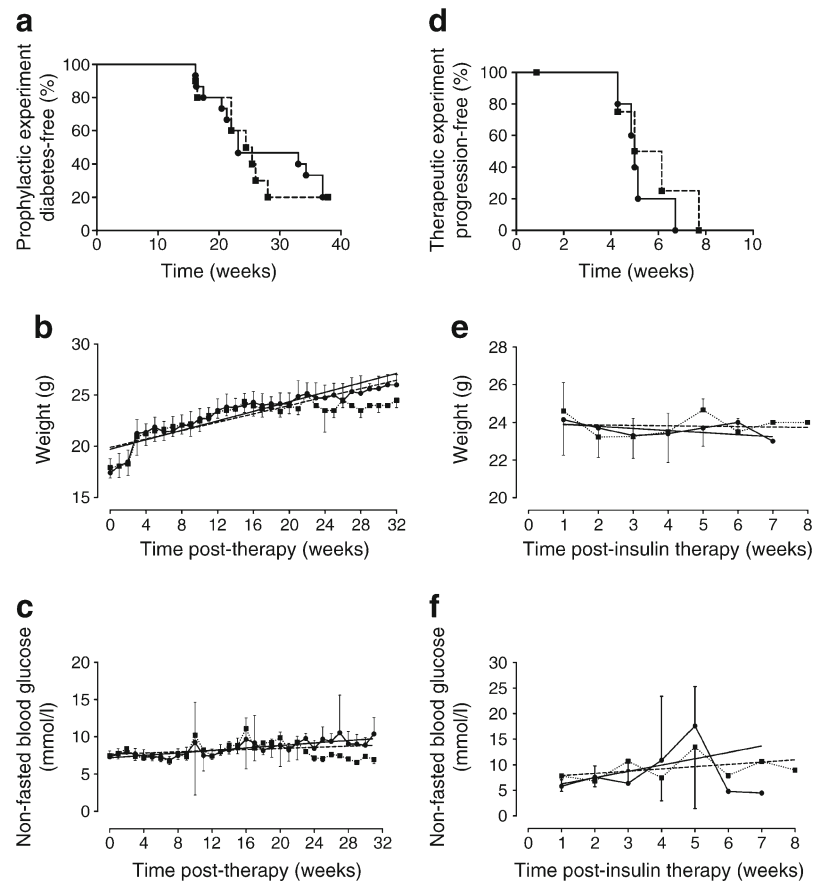 a
Prophylactic experiment
diabetes-free (%)
100
80
60
40
20
0
0 10 20 30 40
Time (weeks)
b
Weight (g)
30
25
20
15
0 4 8 12 16 20 24 28 32
Time post-therapy (weeks)
c
Non-fasted blood glucose
(mmol/l)
20
15
10
5
0
0 4 8 12 16 20 24 28 32
Time post-therapy (weeks)
d
Therapeutic experiment
progression-free (%)
100
80
60
40
20
0
0 2 4 6 8 10
Time (weeks)
e
Weight (g)
28
26
24
22
20
0 1 2 3 4 5 6 7 8
Time post-insulin therapy (weeks)
f
Non-fasted blood glucose
(mmol/l)
30
25
20
15
10
5
0
0 1 2 3 4 5 6 7 8
Time post-insulin therapy (weeks)